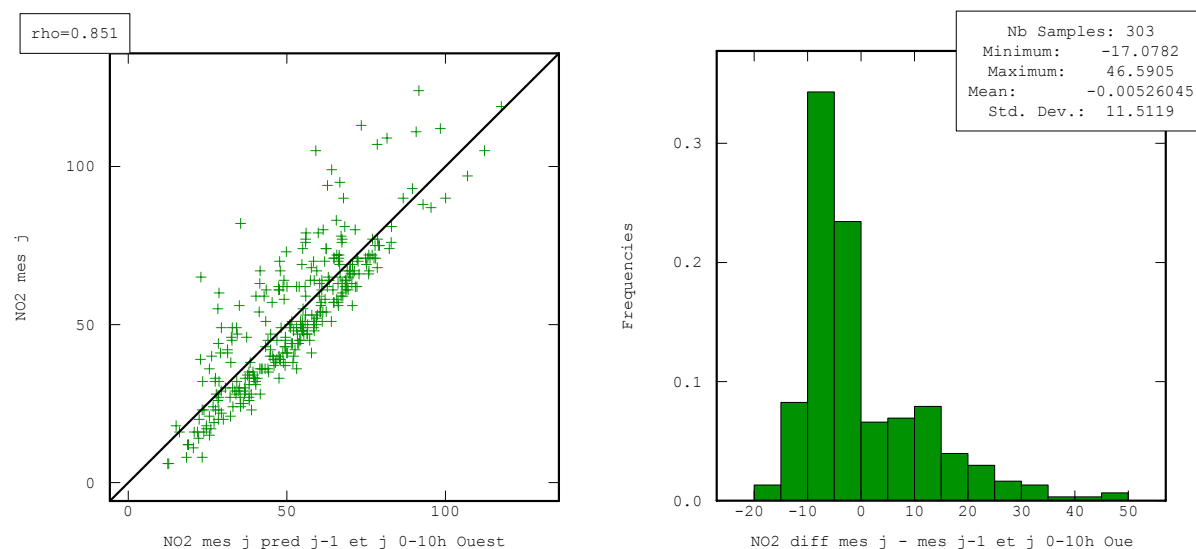 rho=0.851
100
50
0
0
50
100
NO2 mes j
NO2 mes j pred j-1 et j 0-10h Ouest
Nb Samples: 303
Minimum: -17.0782
Maximum: 46.5905
Mean: -0.00526045
Std. Dev.: 11.5119
0.3
0.2
0.1
0.0
-20 -10 0 10 20 30 40 50
Frequencies
NO2 diff mes j - mes j-1 et j 0-10h Oue